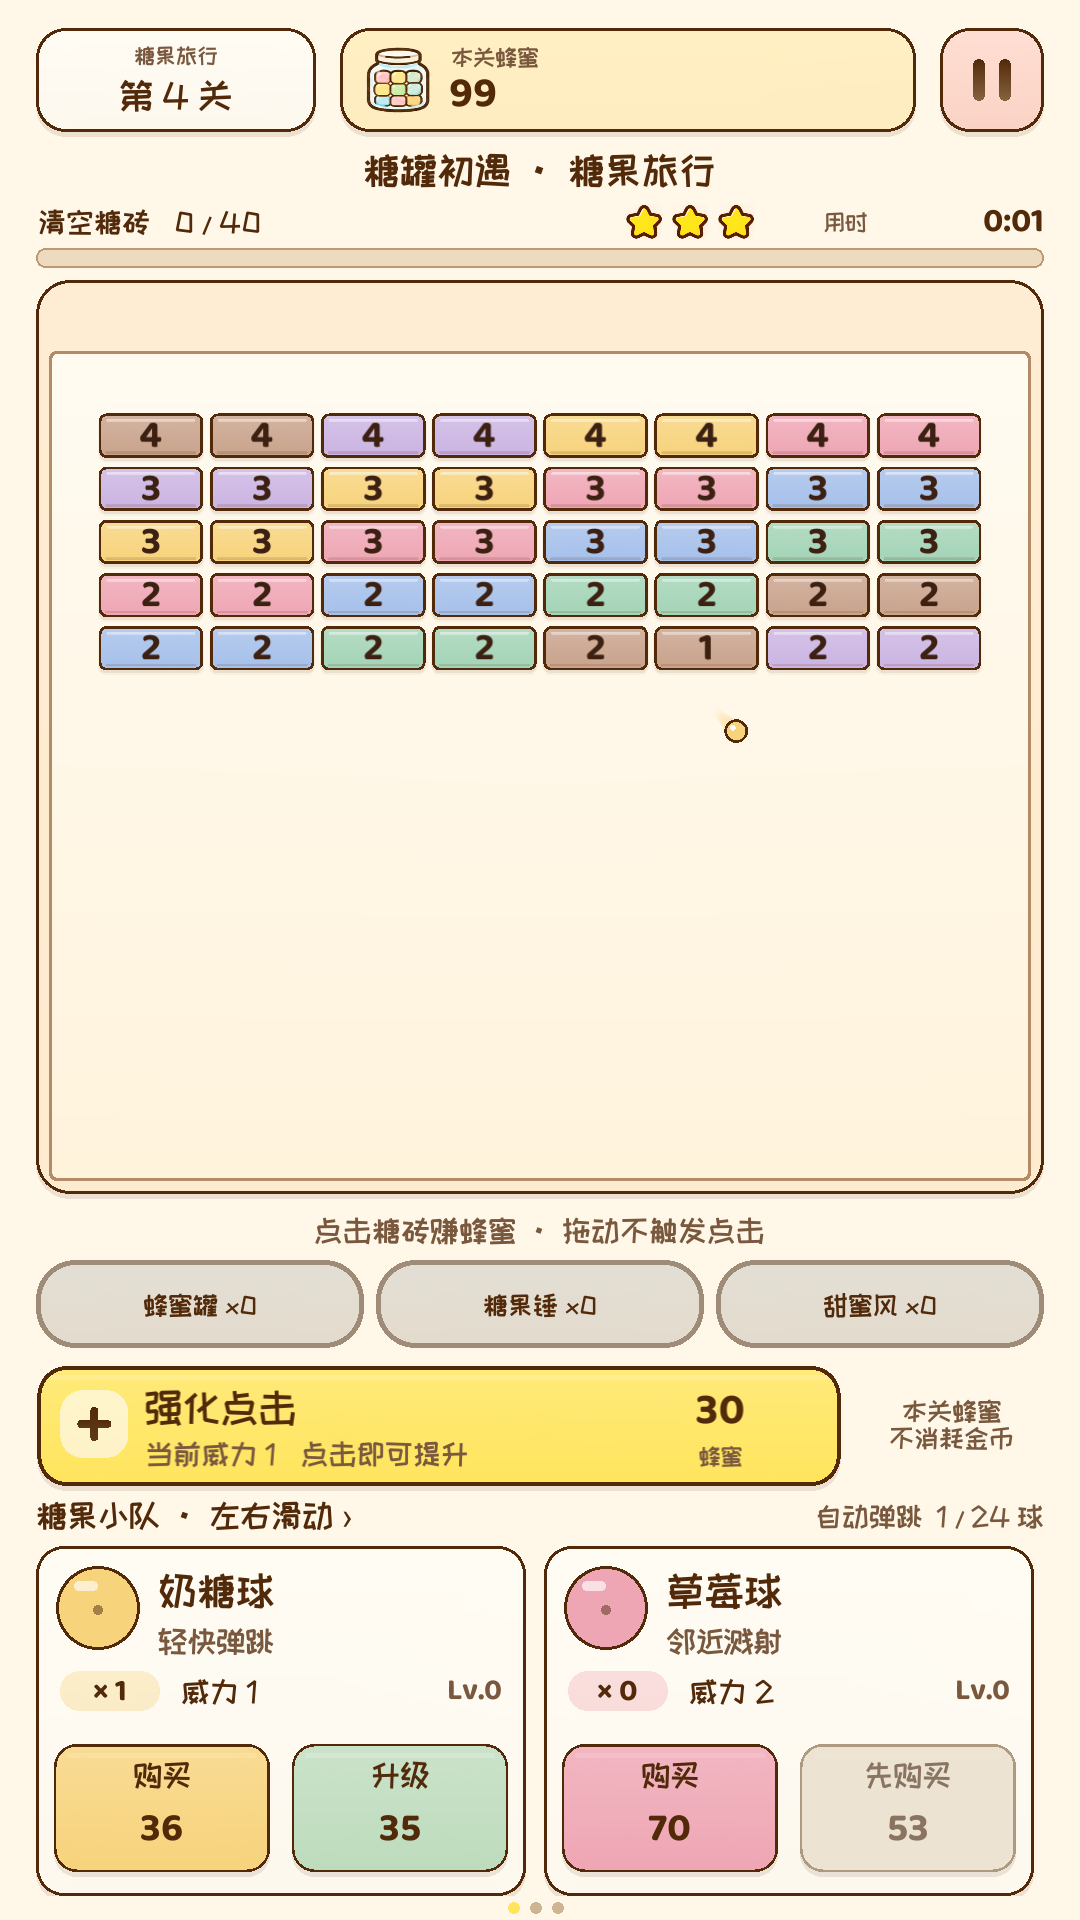 糖果旅行
第 4 关
本关蜂蜜
99
糖罐初遇 · 糖果旅行
清空糖砖 0/40
用时
0:01
4 4 4 4 4 4 4 4
3 3 3 3 3 3 3 3
3 3 3 3 3 3 3 3
2 2 2 2 2 2 2 2
2 2 2 2 2 1 2 2
点击糖砖赚蜂蜜 · 拖动不触发点击
蜂蜜罐 ×0
糖果锤 ×0
甜蜜风 ×0
强化点击
当前威力 1 点击即可提升
30
蜂蜜
本关蜂蜜
不消耗金币
糖果小队 · 左右滑动 ›
自动弹跳 1/24 球
奶糖球
轻快弹跳
×1
威力 1
Lv.0
购买
36
升级
35
草莓球
邻近溅射
×0
威力 2
Lv.0
购买
70
先购买
53